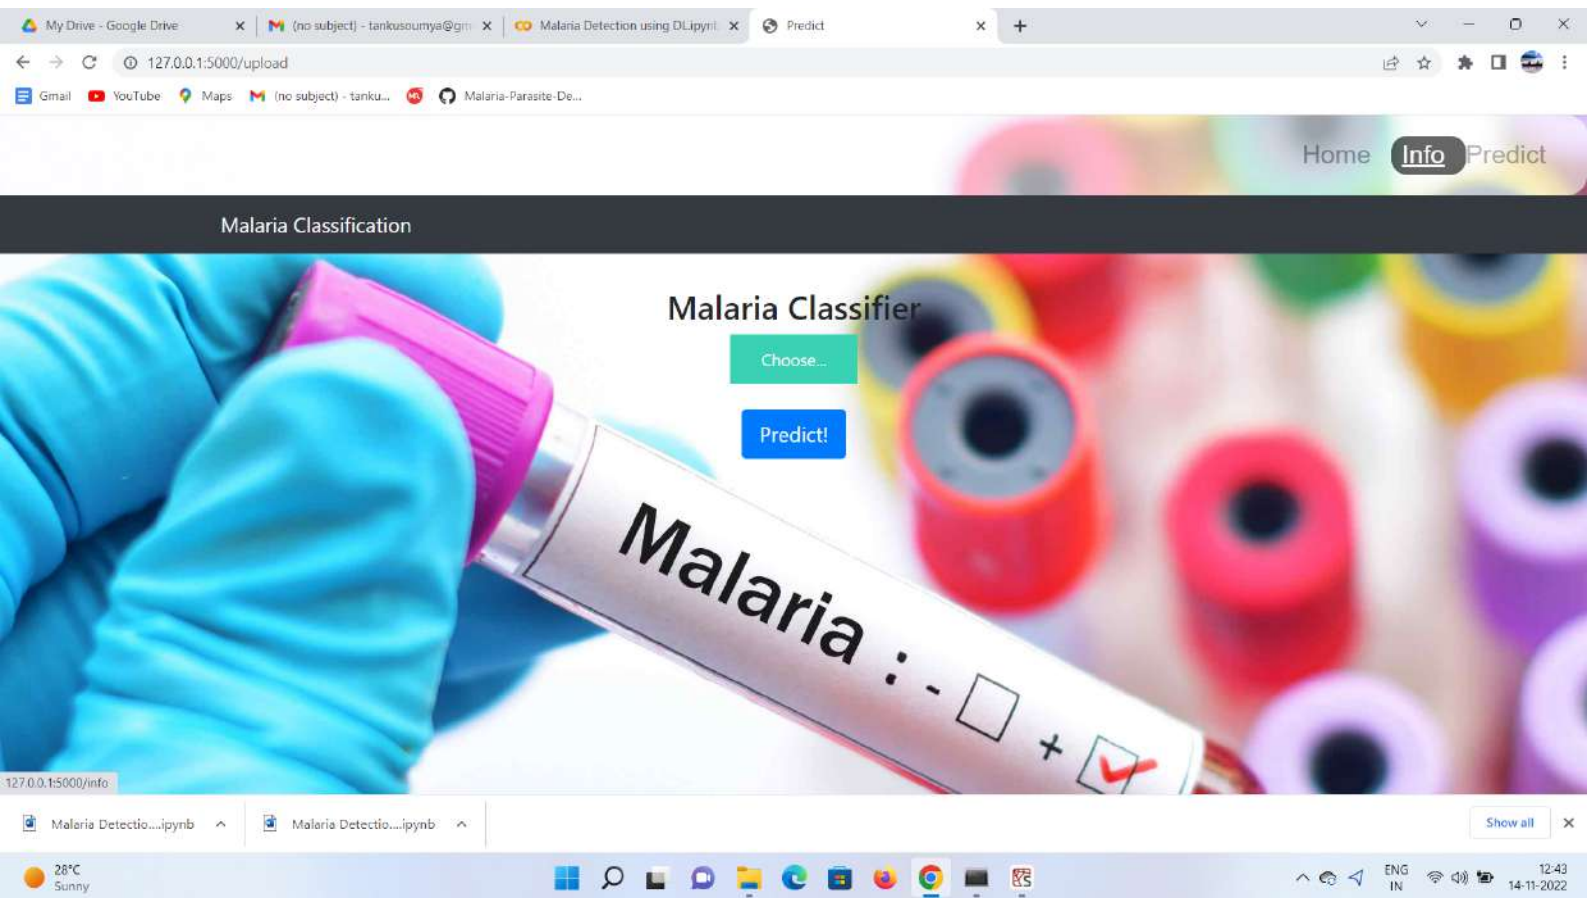 My Drive - Google Drive
(no subject) - tankusoumya@gm
Malaria Detection using DL.ipynb
Predict
127.0.0.1:5000/upload
Gmail
YouTube
Maps
(no subject) - tanku...
Malaria-Parasite-De...
Home
Info
Predict
Malaria Classification
Malaria Classifier
Choose...
Predict!
Malaria : - +
127.0.0.1:5000/info
Malaria Detectio....ipynb
Malaria Detectio....ipynb
Show all
28°C
Sunny
ENG
IN
12:43
14-11-2022